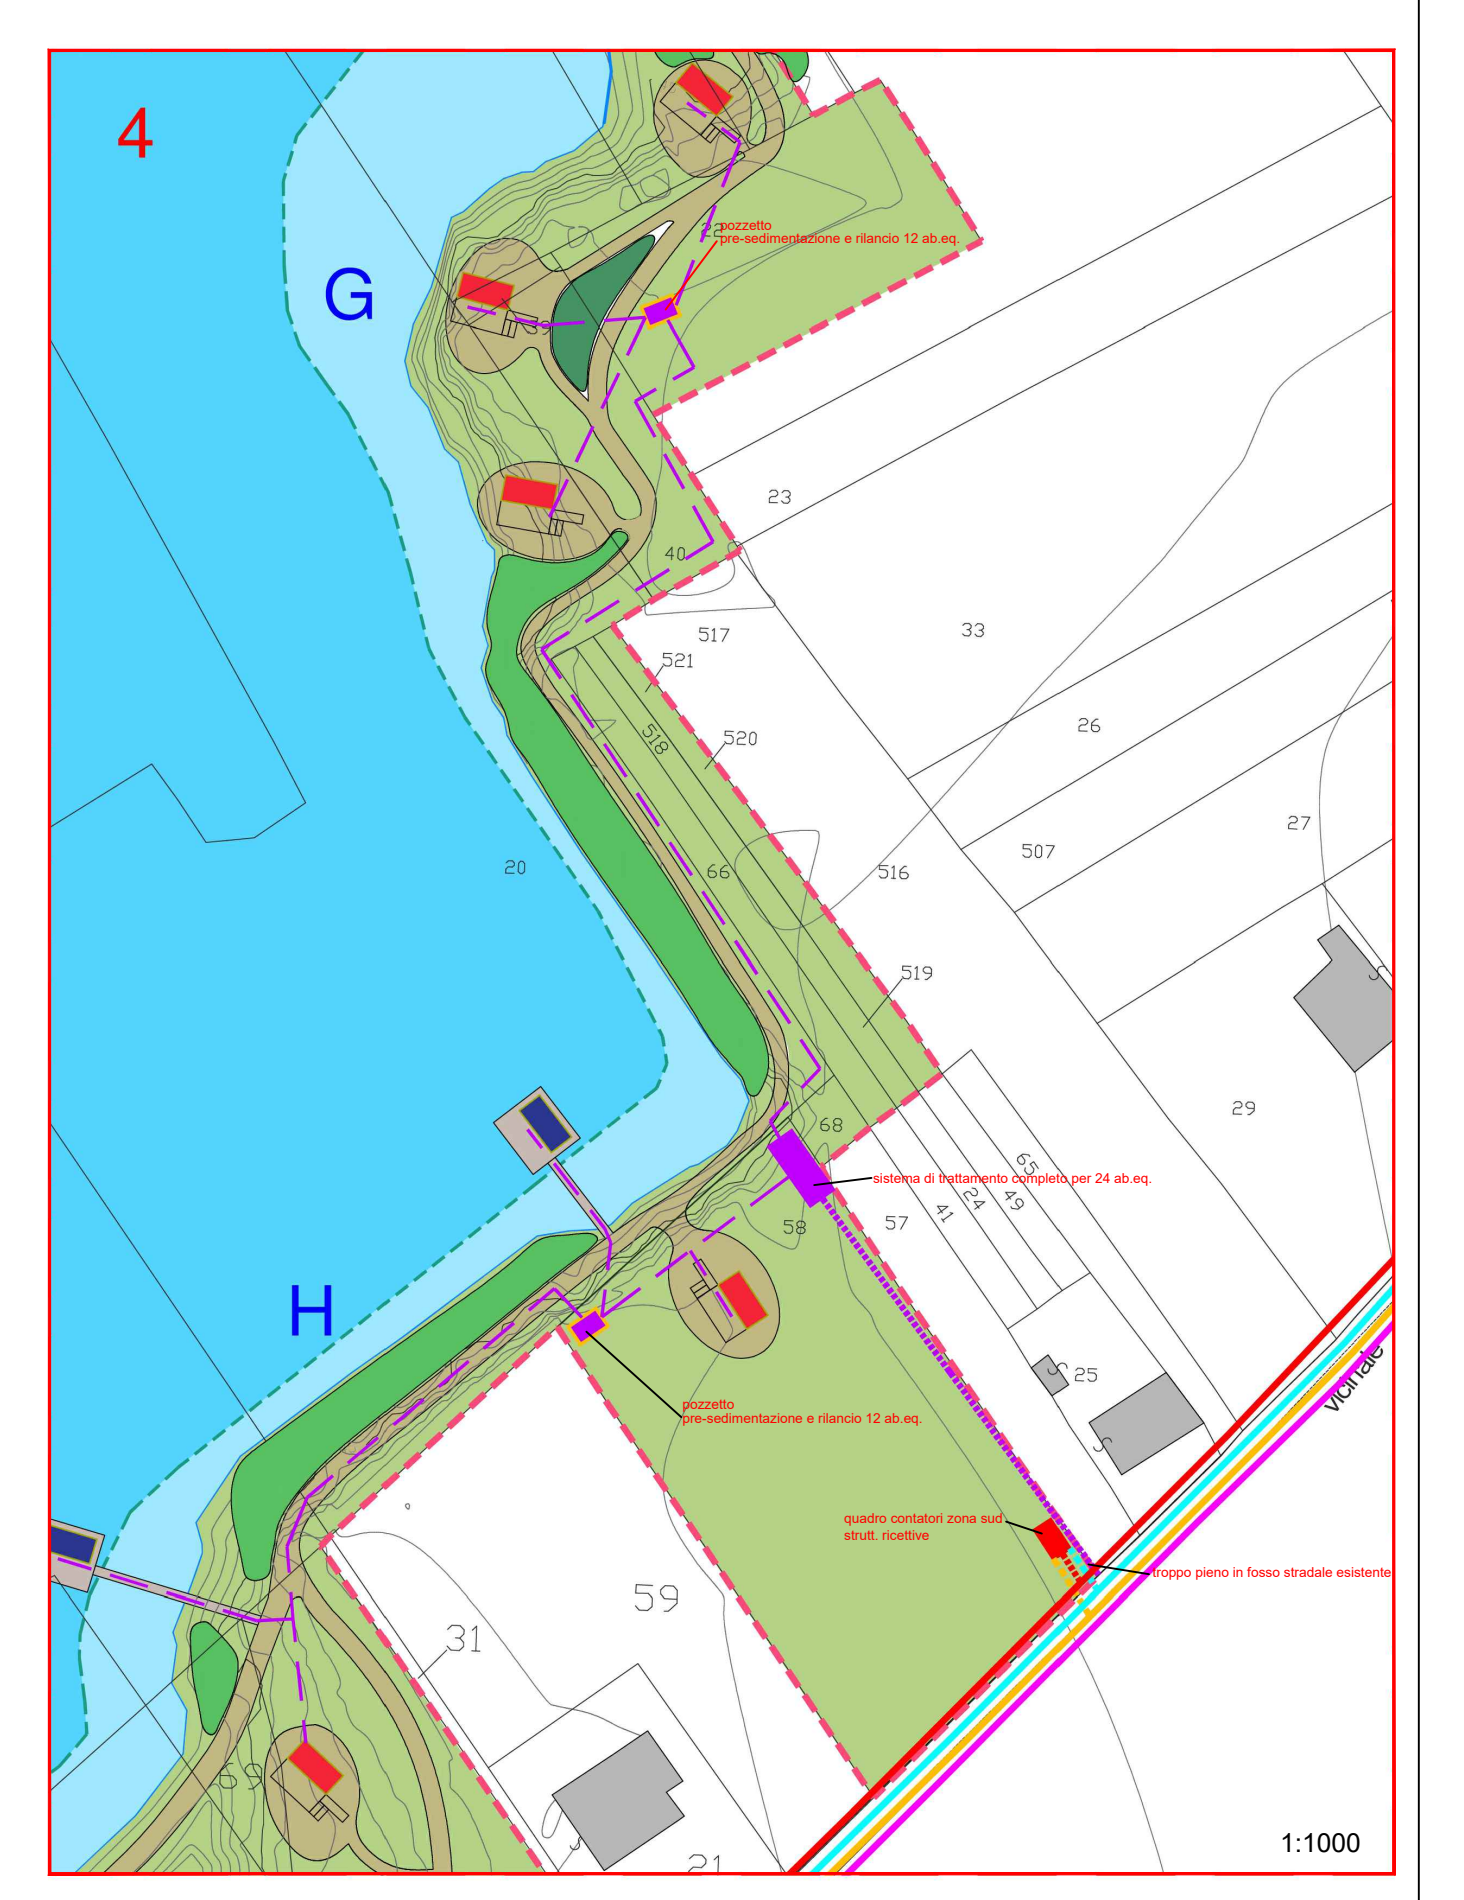 4
G
22
pozzetto
pre-sedimentazione e rilancio 12 ab.eq.
23
40
517
33
521
518
520
26
27
20
66
516
507
519
29
68
65
sistema di trattamento completo per 24 ab.eq.
49
24
41
57
58
H
vicinale
25
pozzetto
pre-sedimentazione e rilancio 12 ab.eq.
quadro contatori zona sud
strutt. ricettive
troppo pieno in fosso stradale esistente
59
31
69
21
1:1000